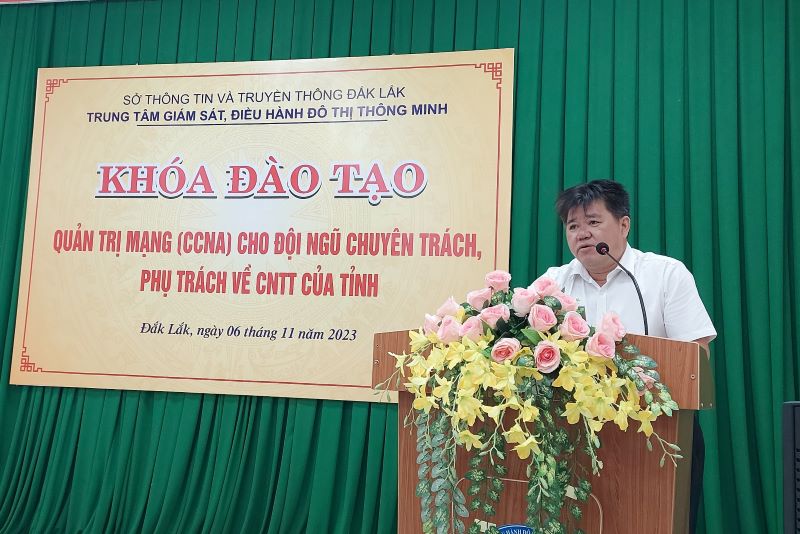 SỞ THÔNG TIN VÀ TRUYỀN THÔNG ĐẮK LẮK
TRUNG TÂM GIÁM SÁT, ĐIỀU HÀNH ĐÔ THỊ THÔNG MINH
KHÓA ĐÀO TẠO
QUẢN TRỊ MẠNG (CCNA) CHO ĐỘI NGŨ CHUYÊN TRÁCH,
PHỤ TRÁCH VỀ CNTT CỦA TỈNH
Đắk Lắk, ngày 06 tháng 11 năm 2023
HÀNH ĐÔ